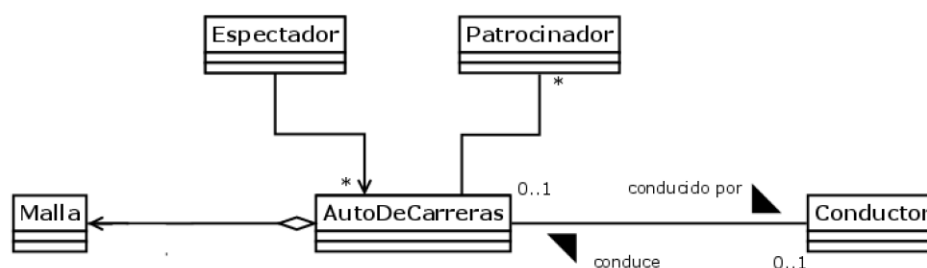 Espectador
Patrocinador
*
*
0..1
conducido por
Malla
AutoDeCarreras
Conductor
conduce
0..1